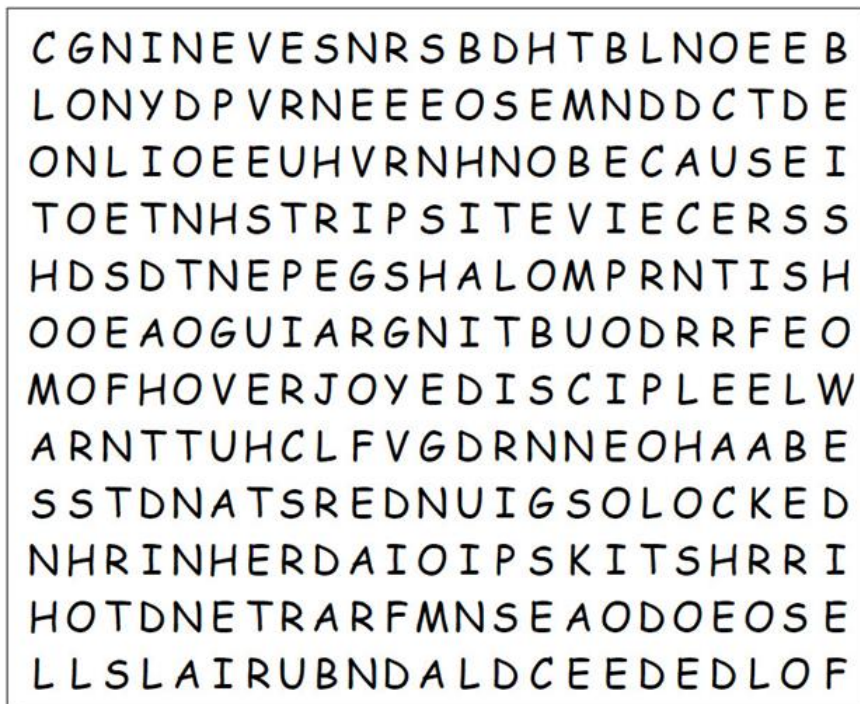 CGNINEVESNRSBDHTBLNOEEB
LONYDPVRNEEEOSEMNDDCTDE
ONLIOEEUHVRNHNOBECAUSEI
TOETNHSTRIPSITEVIECERSS
HDSDTNEPEGSHALOMPRNTISH
OOEAOGUIARGNITBUODRRFEO
MOFHOVERJOYEDISCIPLEELW
ARNTTUHCLFVGDRNNEOHAABE
SSTDNATSREDNUIGSOLOCKED
NHRINHERDAIOIPSKITSHRRI
HOTDNETRARFMNSEAODOEOSE
LLSLAIRUBNDALDCEEDEDLOF